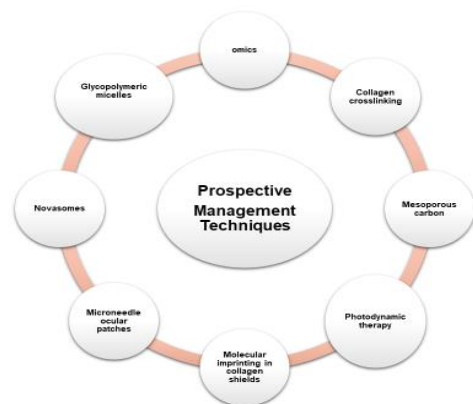 omics
Collagen
crosslinking
Mesoporous
carbon
Photodynamic
therapy
Molecular
imprinting in
collagen
shields
Microneedle
ocular
patches
Novasomes
Glycopolymeric
micelles
Prospective
Management
Techniques